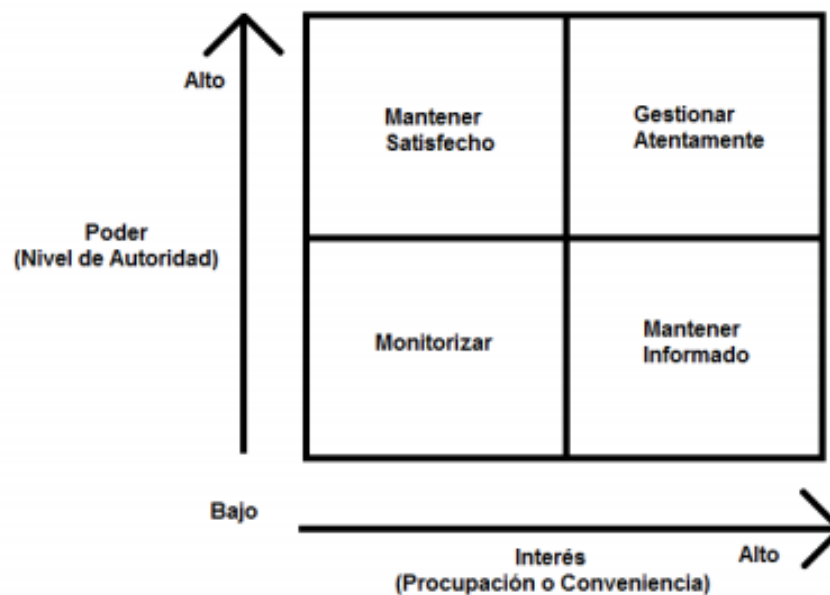 Alto
Mantener
Satisfecho
Gestionar
Atentamente
Poder
(Nivel de Autoridad)
Monitorizar
Mantener
Informado
Bajo
Interés
Alto
(Procupación o Conveniencia)